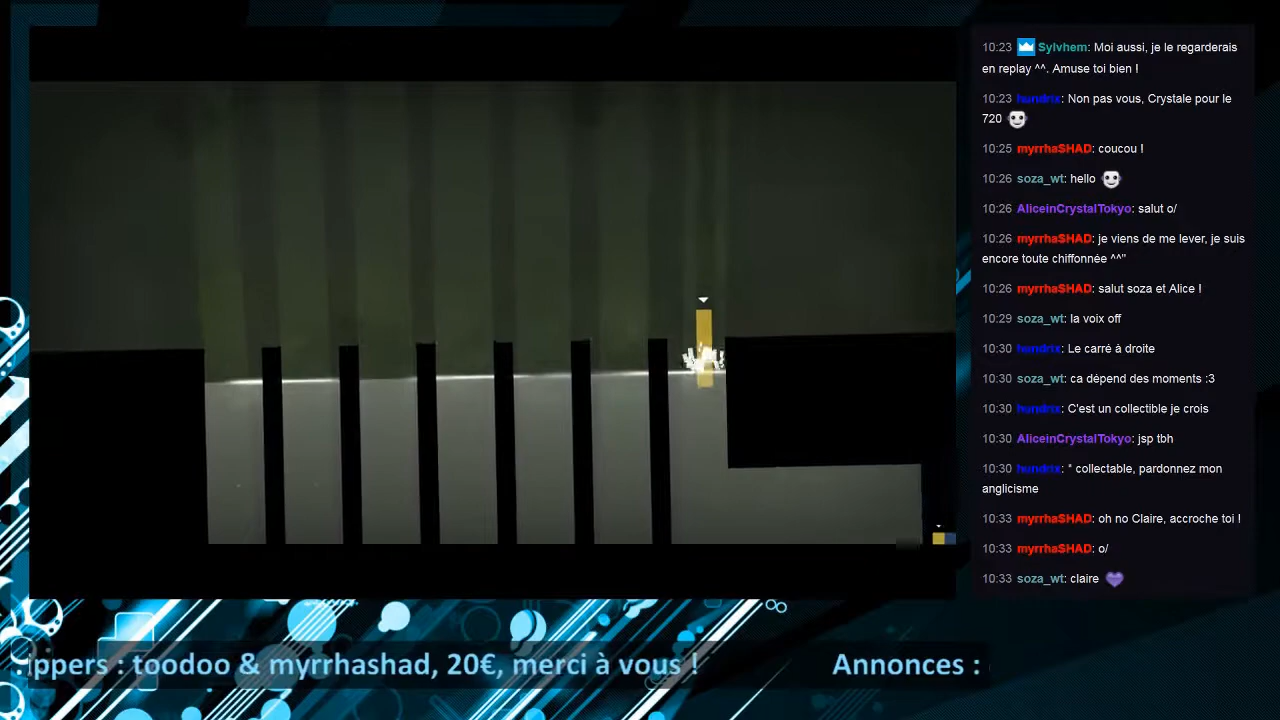 10:23 Sylvhem: Moi aussi, je le regarderais
en replay ^^. Amuse toi bien !
10:23 hundrix: Non pas vous, Crystale pour le
720
10:25 myrrhaSHAD: coucou !
10:26 soza_wt: hello
10:26 AliceinCrystalTokyo: salut o/
10:26 myrrhaSHAD: je viens de me lever, je suis
encore toute chiffonnée ^^"
10:26 myrrhaSHAD: salut soza et Alice !
10:29 soza_wt: la voix off
10:30 hundrix: Le carré à droite
10:30 soza_wt: ca dépend des moments :3
10:30 hundrix: C'est un collectible je crois
10:30 AliceinCrystalTokyo: jsp tbh
10:30 hundrix: * collectable, pardonnez mon
anglicisme
10:33 myrrhaSHAD: oh no Claire, accroche toi !
10:33 myrrhaSHAD: o/
10:33 soza_wt: claire
ippers : toodoo & myrrhashad, 20€, merci à vous ! Annonces :